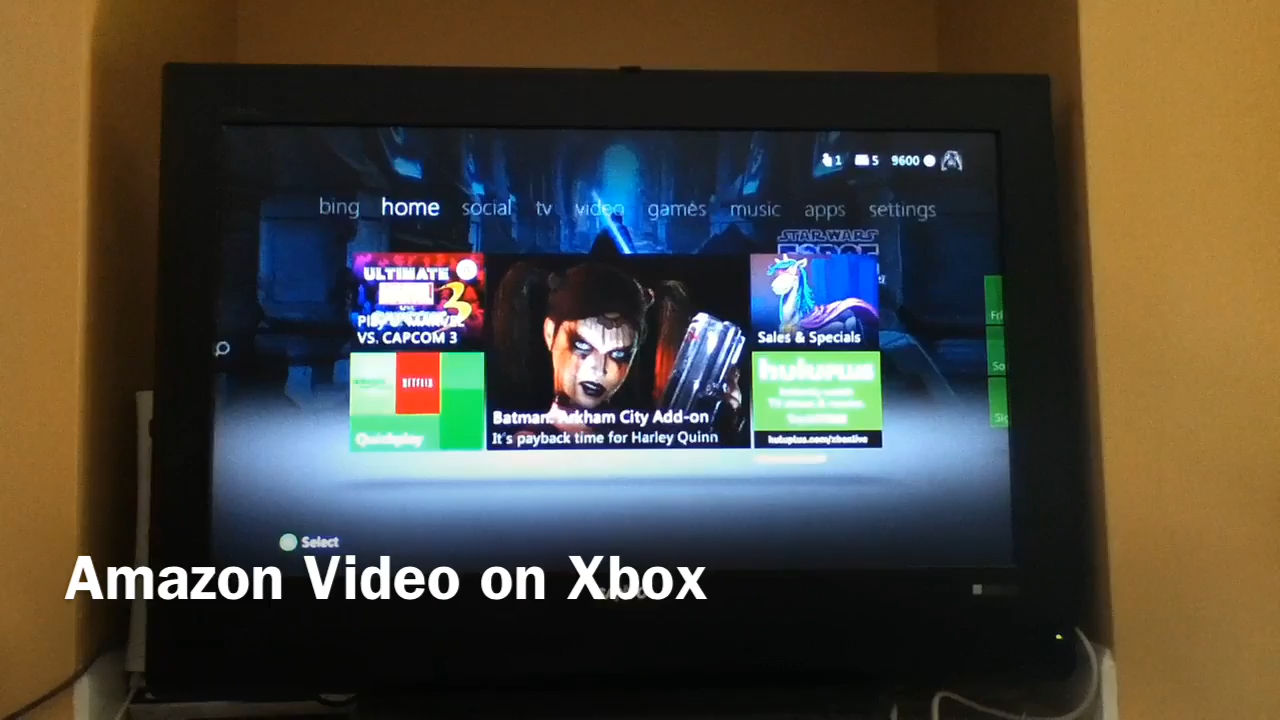 1 5 9600
bing home social tv video games music apps settings
STAR WARS
FORCE
ULTIMATE
3
VS. CAPCOM 3
NETFLIX
Quickplay
Batman: Arkham City Add-on
It's payback time for Harley Quinn
Sales & Specials
huluplus
huluplus.com/xboxlive
Select
Amazon Video on Xbox